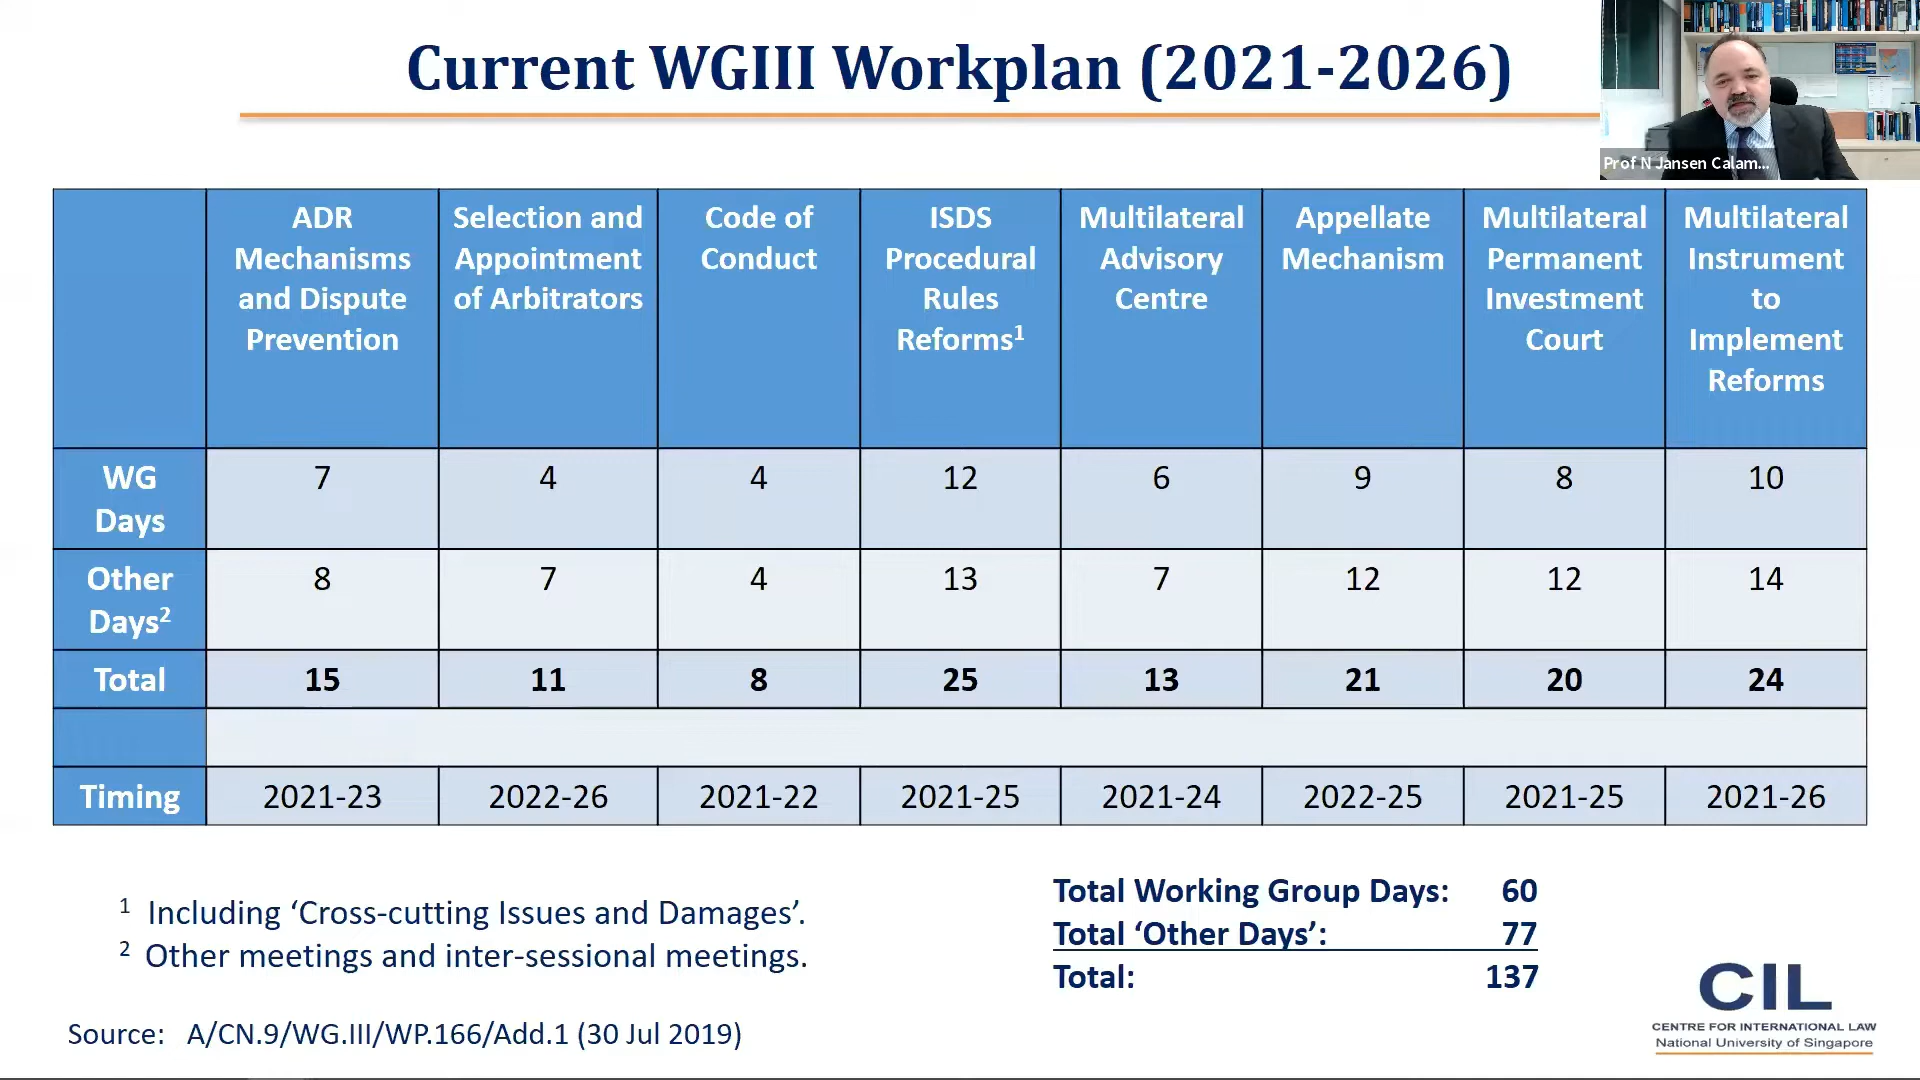 Current WGIII Workplan (2021-2026)
Prof N Jansen Calam...
ADR
Mechanisms
and Dispute
Prevention
Selection and
Appointment
of Arbitrators
Code of
Conduct
ISDS
Procedural
Rules
Reforms¹
Multilateral
Advisory
Centre
Appellate
Mechanism
Multilateral
Permanent
Investment
Court
Multilateral
Instrument
to
Implement
Reforms
WG
Days
7 4 4 12 6 9 8 10
Other
Days²
8 7 4 13 7 12 12 14
Total 15 11 8 25 13 21 20 24
Timing 2021-23 2022-26 2021-22 2021-25 2021-24 2022-25 2021-25 2021-26
¹ Including ‘Cross-cutting Issues and Damages’.
² Other meetings and inter-sessional meetings.
Source: A/CN.9/WG.III/WP.166/Add.1 (30 Jul 2019)
Total Working Group Days: 60
Total ‘Other Days’: 77
Total: 137
CIL
CENTRE FOR INTERNATIONAL LAW
National University of Singapore